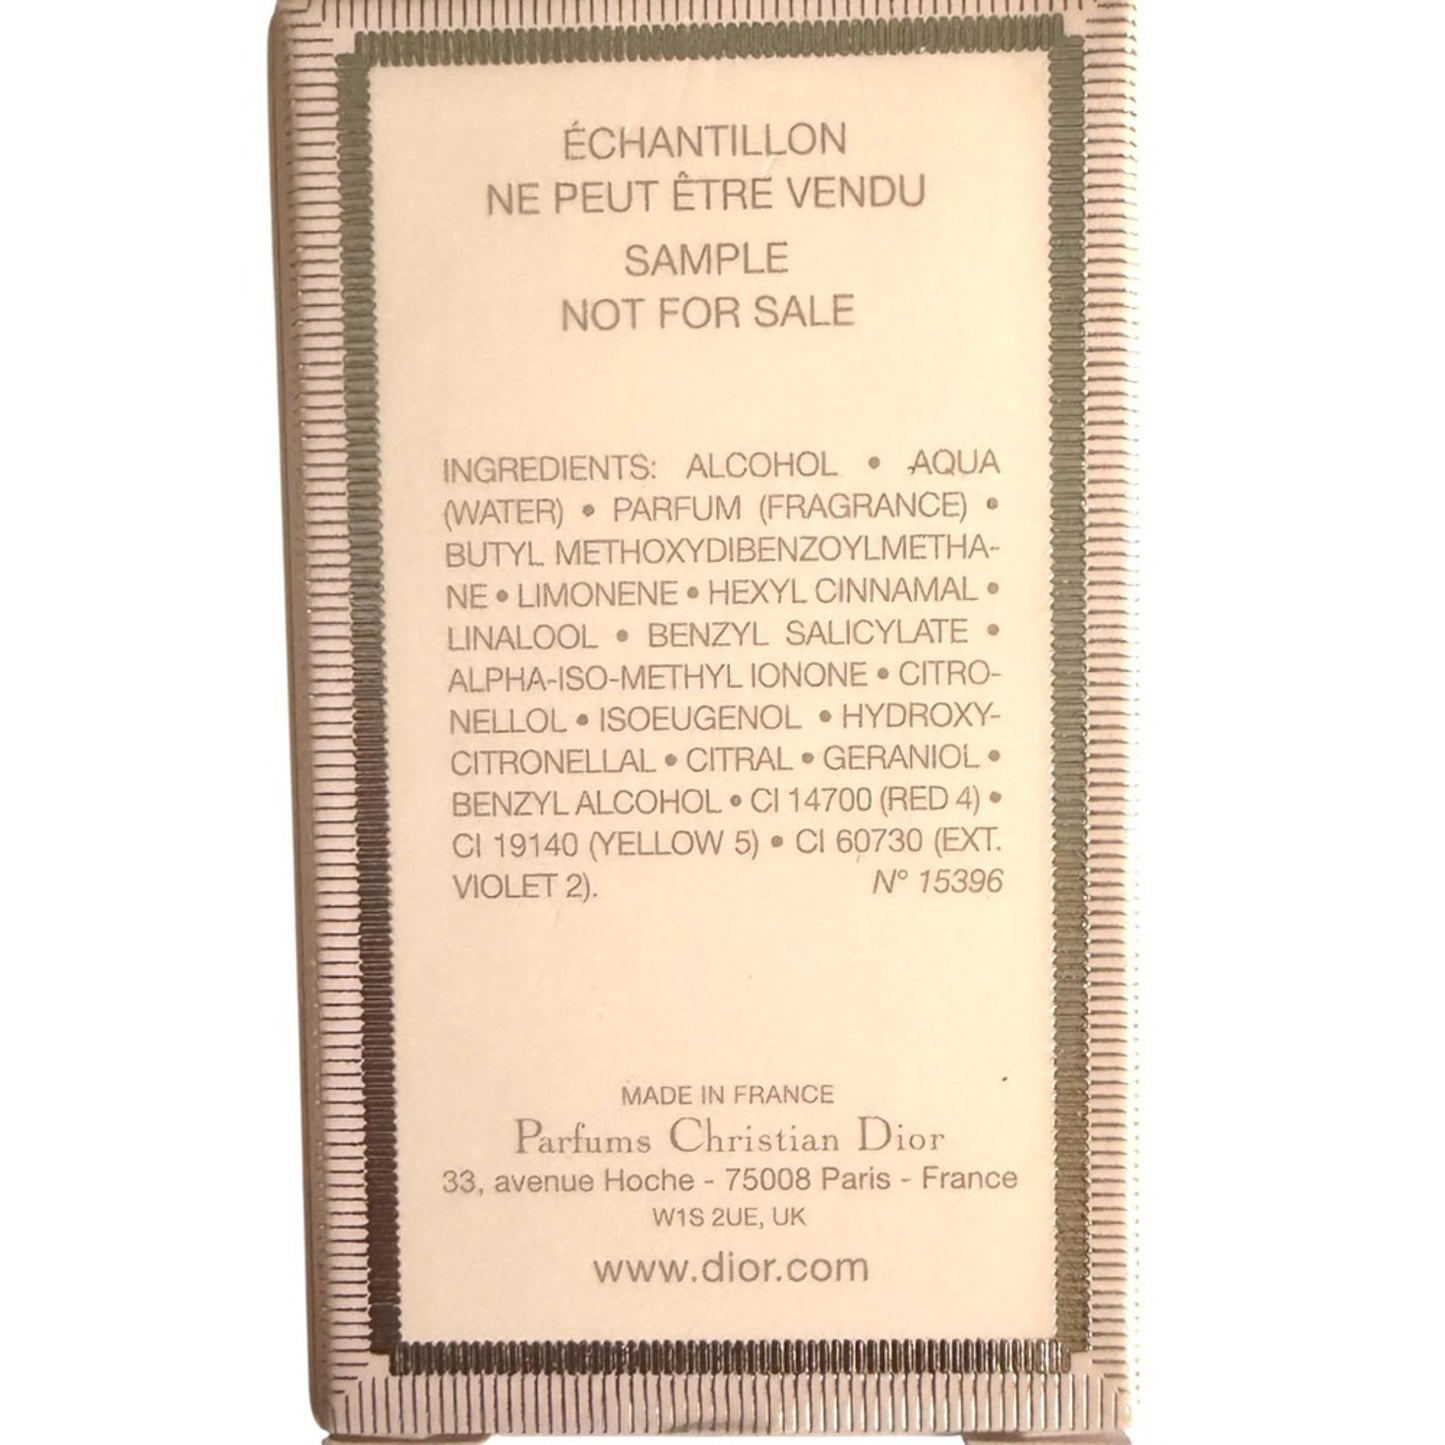 ÉCHANTILLON
NE PEUT ÊTRE VENDU
SAMPLE
NOT FOR SALE
INGREDIENTS: ALCOHOL • AQUA
(WATER) • PARFUM (FRAGRANCE) •
BUTYL METHOXYDIBENZOYLMETHA-
NE • LIMONENE • HEXYL CINNAMAL •
LINALOOL • BENZYL SALICYLATE •
ALPHA-ISO-METHYL IONONE • CITRO-
NELLOL • ISOEUGENOL • HYDROXY-
CITRONELLAL • CITRAL • GERANIOL •
BENZYL ALCOHOL • CI 14700 (RED 4) •
CI 19140 (YELLOW 5) • CI 60730 (EXT.
VIOLET 2). N° 15396
MADE IN FRANCE
Parfums Christian Dior
33, avenue Hoche - 75008 Paris - France
W1S 2UE, UK
www.dior.com